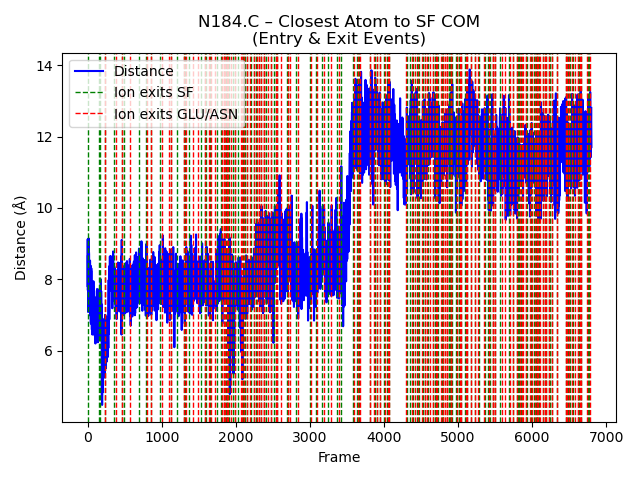 N184.C – Closest Atom to SF COM
(Entry & Exit Events)
Distance
Ion exits SF
Ion exits GLU/ASN
Distance (Å)
14
12
10
8
6
0 1000 2000 3000 4000 5000 6000 7000
Frame